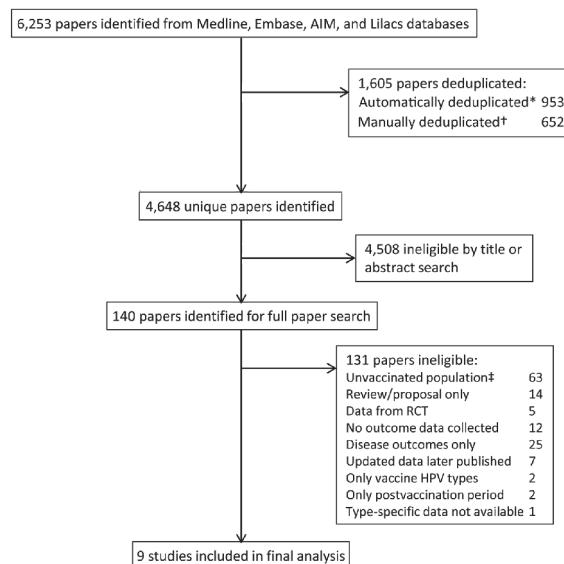 6,253 papers identified from Medline, Embase, AIM, and Lilacs databases
1,605 papers deduplicated:
Automatically deduplicated* 953
Manually deduplicated† 652
4,648 unique papers identified
4,508 ineligible by title or
abstract search
140 papers identified for full paper search
131 papers ineligible:
Unvaccinated population‡ 63
Review/proposal only 14
Data from RCT 5
No outcome data collected 12
Disease outcomes only 25
Updated data later published 7
Only vaccine HPV types 2
Only postvaccination period 2
Type-specific data not available 1
9 studies included in final analysis